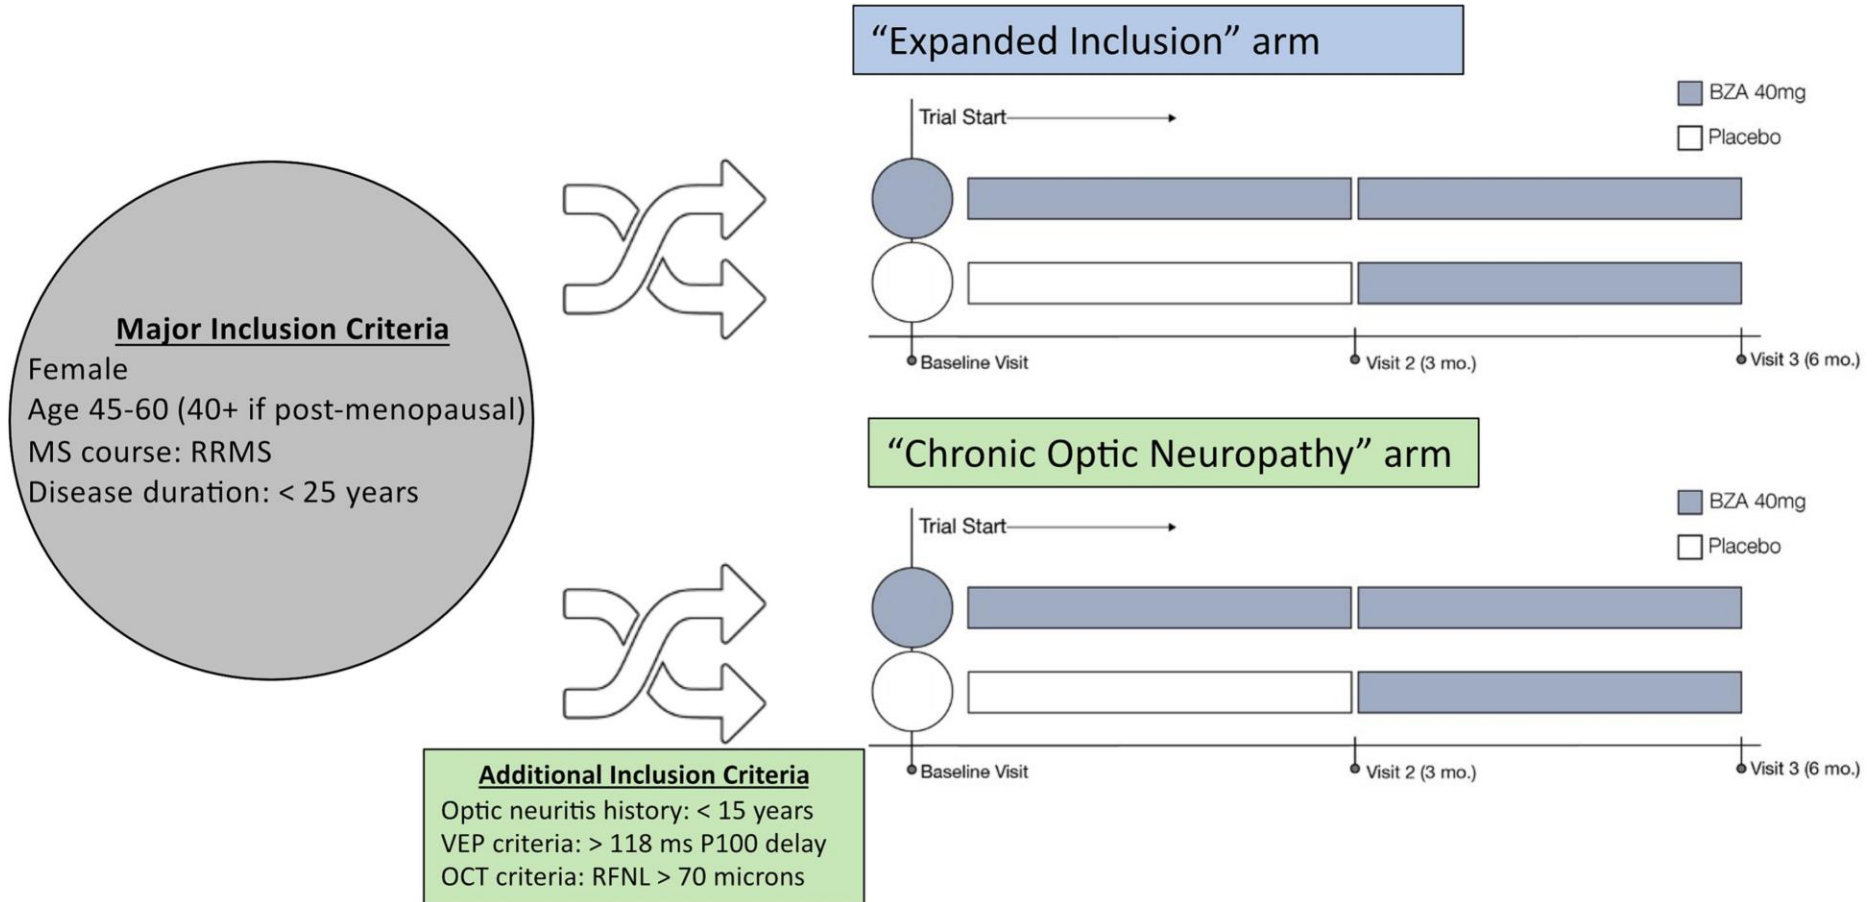 Major Inclusion Criteria
Female
Age 45-60 (40+ if post-menopausal)
MS course: RRMS
Disease duration: < 25 years
“Expanded Inclusion” arm
BZA 40mg
Placebo
Trial Start
Baseline Visit
Visit 2 (3 mo.)
Visit 3 (6 mo.)
“Chronic Optic Neuropathy” arm
BZA 40mg
Placebo
Trial Start
Baseline Visit
Visit 2 (3 mo.)
Visit 3 (6 mo.)
Additional Inclusion Criteria
Optic neuritis history: < 15 years
VEP criteria: > 118 ms P100 delay
OCT criteria: RFNL > 70 microns